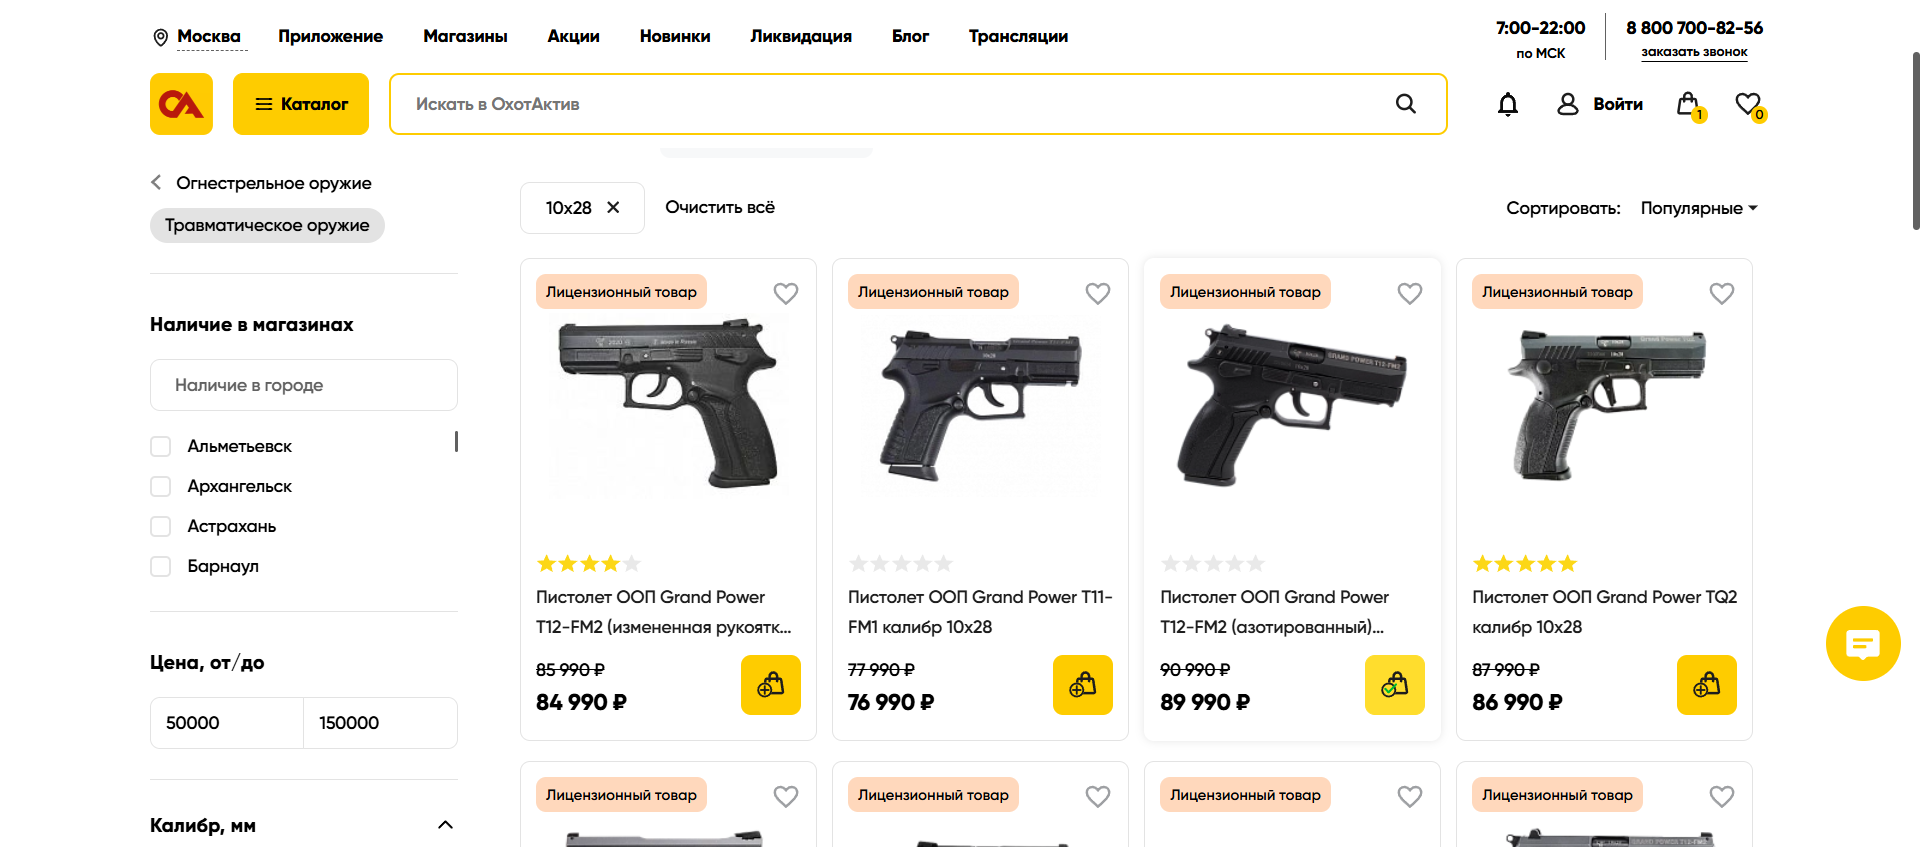 Москва Приложение Магазины Акции Новинки Ликвидация Блог Трансляции
7:00-22:00
по МСК
8 800 700-82-56
заказать звонок
Каталог
Искать в ОхотАктив
Войти
1
0
Огнестрельное оружие
Травматическое оружие
Наличие в магазинах
Наличие в городе
Альметьевск
Архангельск
Астрахань
Барнаул
Цена, от/до
50000 150000
Калибр, мм
10x28
Очистить всё
Сортировать: Популярные
Лицензионный товар
Пистолет ООП Grand Power
T12-FM2 (измененная рукоятк...
85 990 ₽
84 990 ₽
Лицензионный товар
Пистолет ООП Grand Power T11-
FM1 калибр 10x28
77 990 ₽
76 990 ₽
Лицензионный товар
GRAND POWER T12-FM2
Пистолет ООП Grand Power
T12-FM2 (азотированный)...
90 990 ₽
89 990 ₽
Лицензионный товар
Пистолет ООП Grand Power TQ2
калибр 10x28
87 990 ₽
86 990 ₽
Лицензионный товар
Лицензионный товар
Лицензионный товар
Лицензионный товар